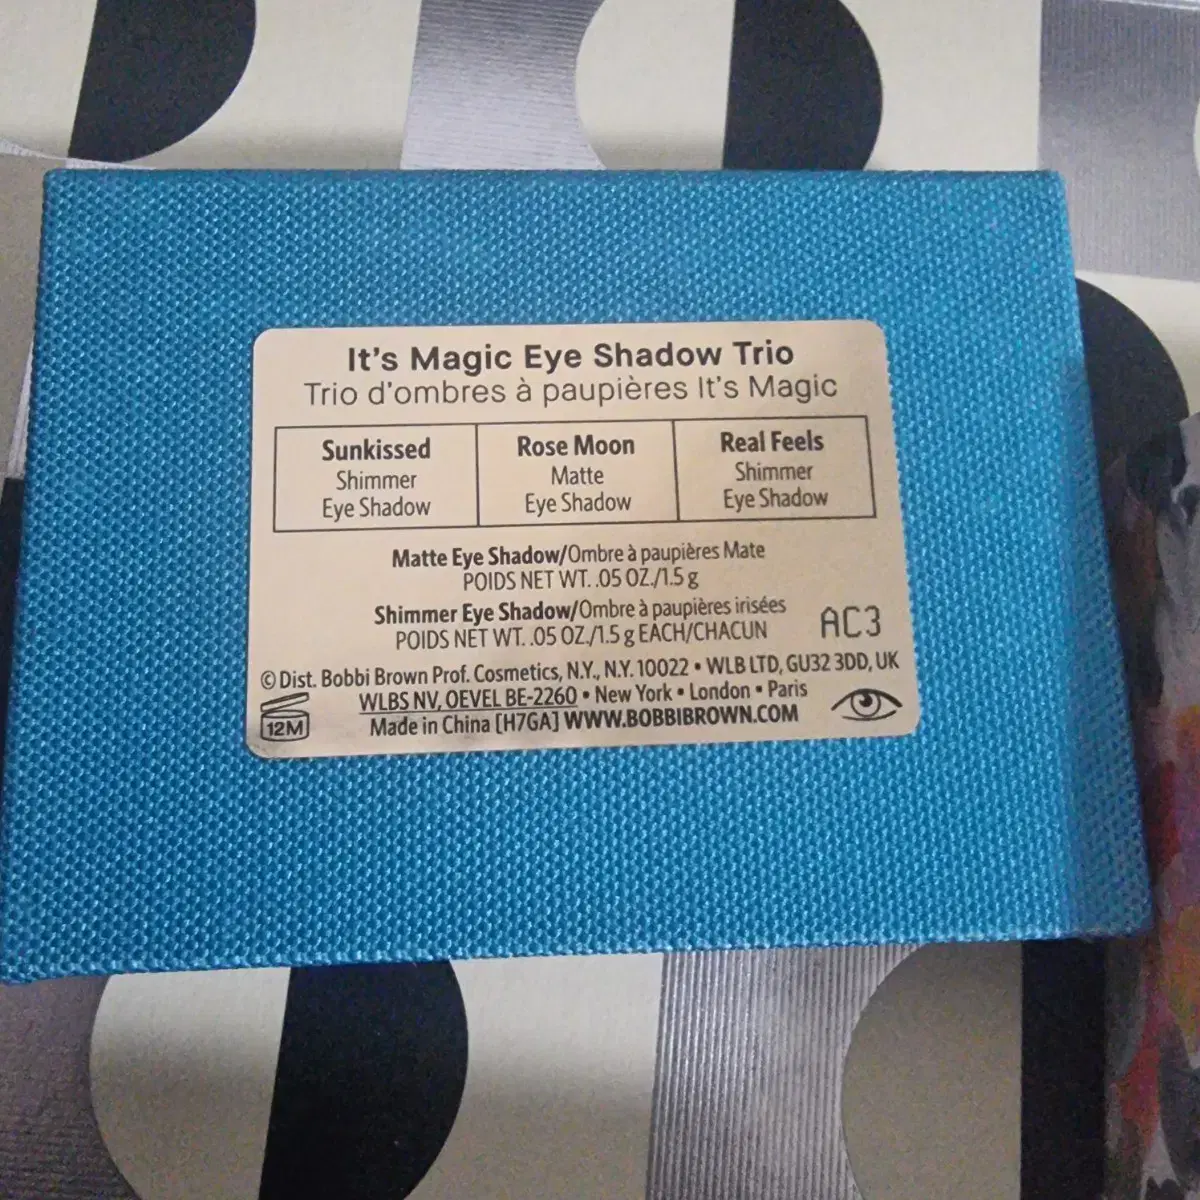 It's Magic Eye Shadow Trio
Trio d'ombres à paupières It's Magic
Sunkissed
Shimmer
Eye Shadow
Rose Moon
Matte
Eye Shadow
Real Feels
Shimmer
Eye Shadow
Matte Eye Shadow/Ombre à paupières Mate
POIDS NET WT. .05 OZ./1.5 g
Shimmer Eye Shadow/Ombre à paupières irisées
POIDS NET WT. .05 OZ./1.5 g EACH/CHACUN
AC3
© Dist. Bobbi Brown Prof. Cosmetics, N.Y., N.Y. 10022 • WLB LTD, GU32 3DD, UK
WLBS NV, OEVEL BE-2260 • New York • London • Paris
12M
Made in China [H7GA] WWW.BOBBIBROWN.COM